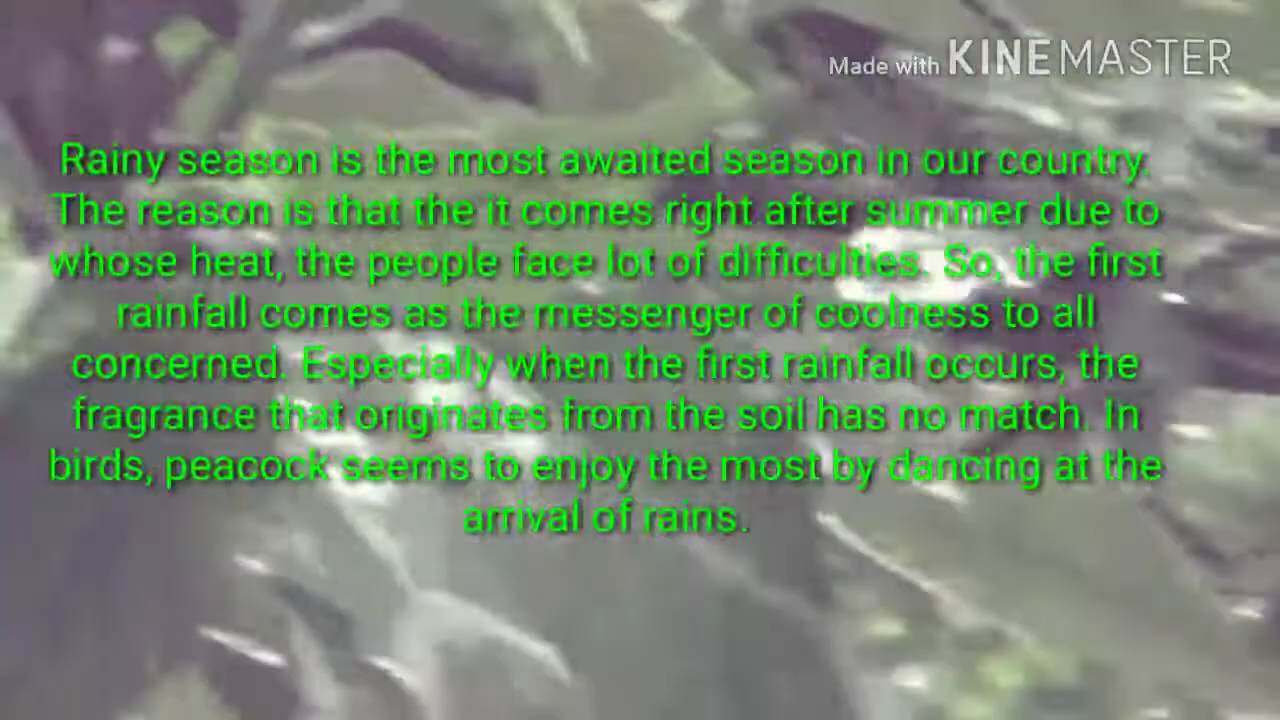 Made with KINEMASTER
Rainy season is the most awaited season in our country.
The reason is that the it comes right after summer due to
whose heat, the people face lot of difficulties. So, the first
rainfall comes as the messenger of coolness to all
concerned. Especially when the first rainfall occurs, the
fragrance that originates from the soil has no match. In
birds, peacock seems to enjoy the most by dancing at the
arrival of rains.